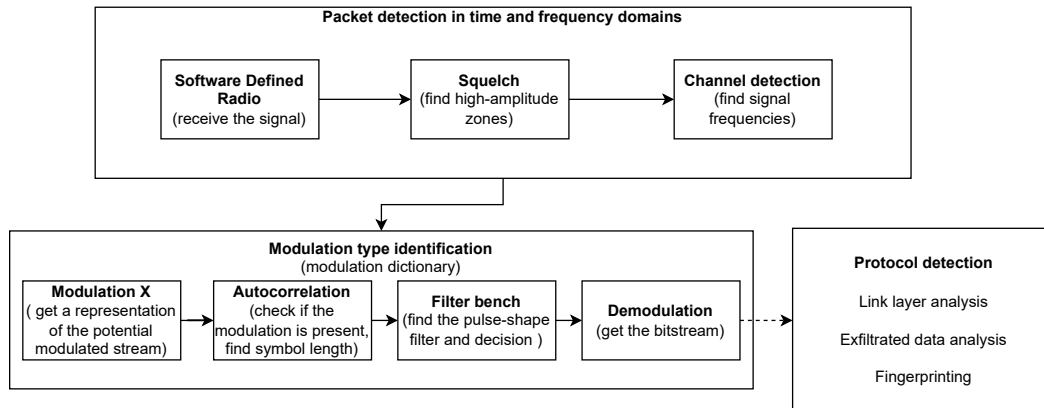 Packet detection in time and frequency domains
Software Defined
Radio
(receive the signal)
Squelch
(find high-amplitude
zones)
Channel detection
(find signal
frequencies)
Modulation type identification
(modulation dictionary)
Modulation X
( get a representation
of the potential
modulated stream)
Autocorrelation
(check if the
modulation is present,
find symbol length)
Filter bench
(find the pulse-shape
filter and decision )
Demodulation
(get the bitstream)
Protocol detection
Link layer analysis
Exfiltrated data analysis
Fingerprinting